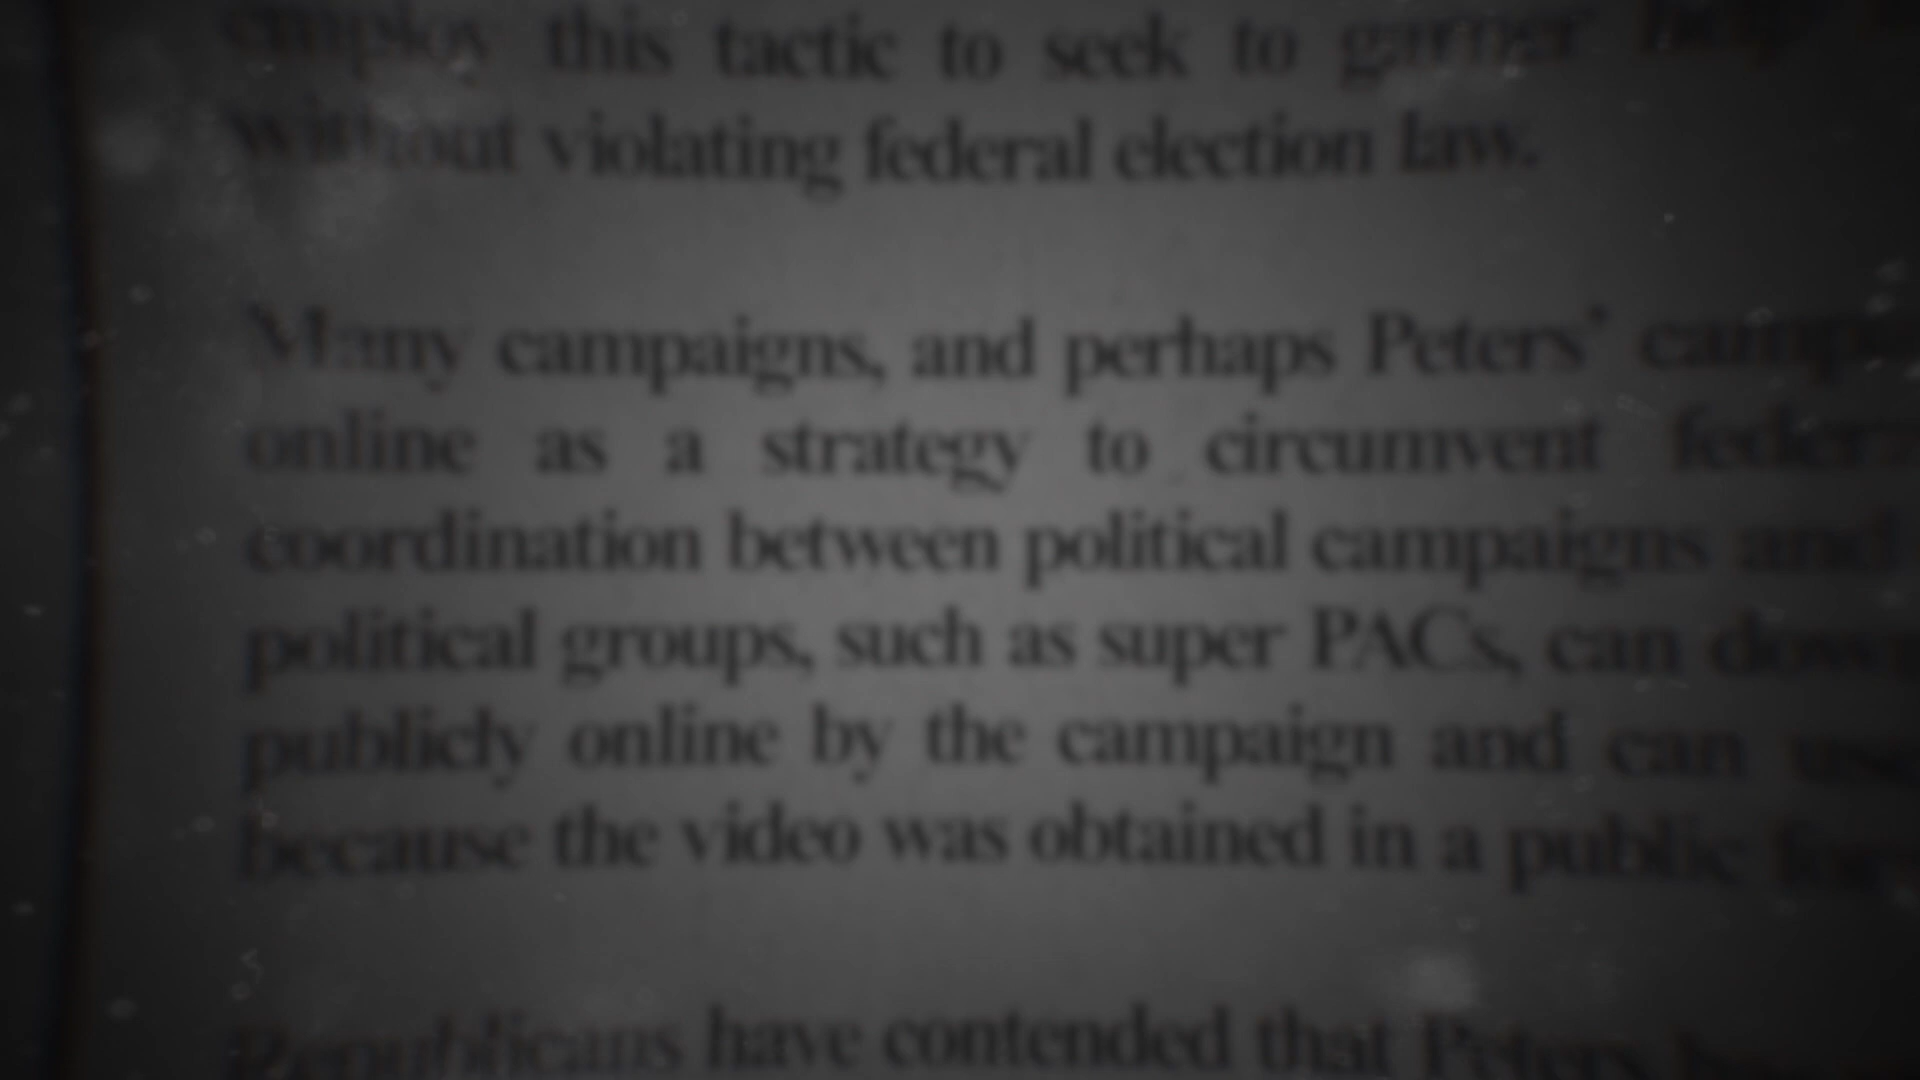 employ this tactic to seek to garner help
without violating federal election law.
Many campaigns, and perhaps Peters'
online as a strategy to circumvent
coordination between political campaigns and
political groups, such as super PACs, can
publicly online by the campaign and can
because the video was obtained in a public
Republicans have contended that Peters